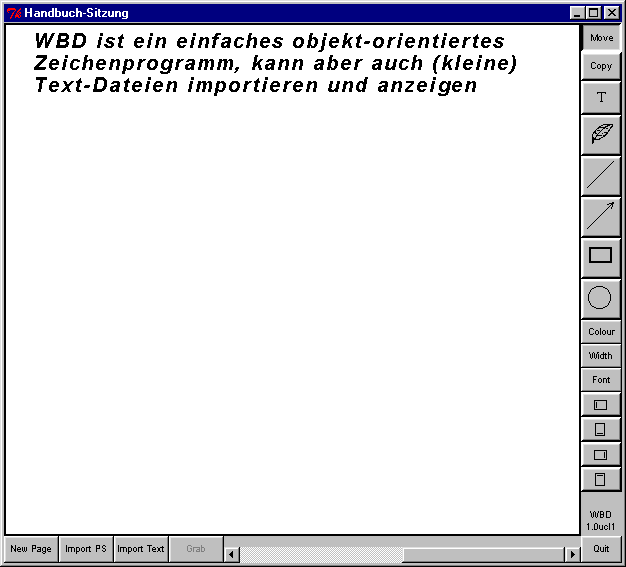 Handbuch-Sitzung
WBD ist ein einfaches objekt-orientiertes
Zeichenprogramm, kann aber auch (kleine)
Text-Dateien importieren und anzeigen
Move
Copy
T
Colour
Width
Font
WBD
1.0ucl1
New Page
Import PS
Import Text
Grab
Quit